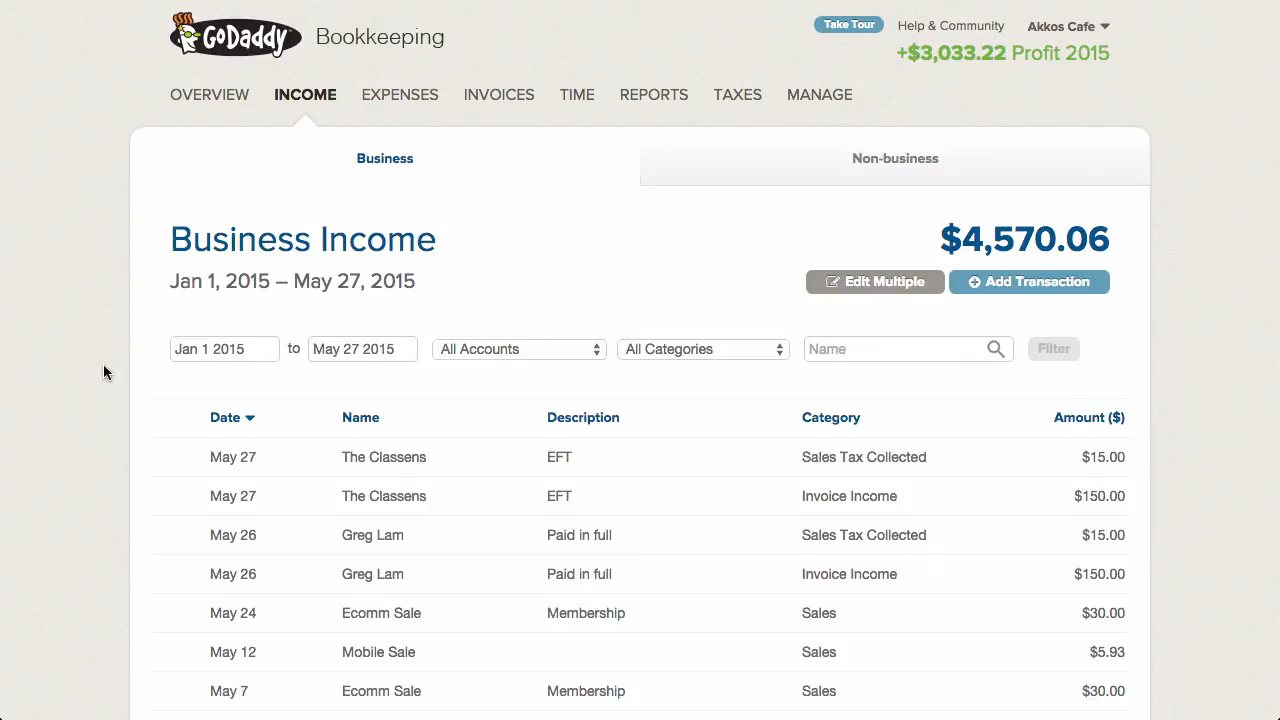 GoDaddy™ Bookkeeping
Take Tour Help & Community Akkos Cafe
+$3,033.22 Profit 2015
OVERVIEW INCOME EXPENSES INVOICES TIME REPORTS TAXES MANAGE
Business Non-business
Business Income $4,570.06
Jan 1, 2015 – May 27, 2015 Edit Multiple Add Transaction
Jan 1 2015 to May 27 2015 All Accounts All Categories Name Filter
Date Name Description Category Amount ($)
May 27 The Classens EFT Sales Tax Collected $15.00
May 27 The Classens EFT Invoice Income $150.00
May 26 Greg Lam Paid in full Sales Tax Collected $15.00
May 26 Greg Lam Paid in full Invoice Income $150.00
May 24 Ecomm Sale Membership Sales $30.00
May 12 Mobile Sale Sales $5.93
May 7 Ecomm Sale Membership Sales $30.00